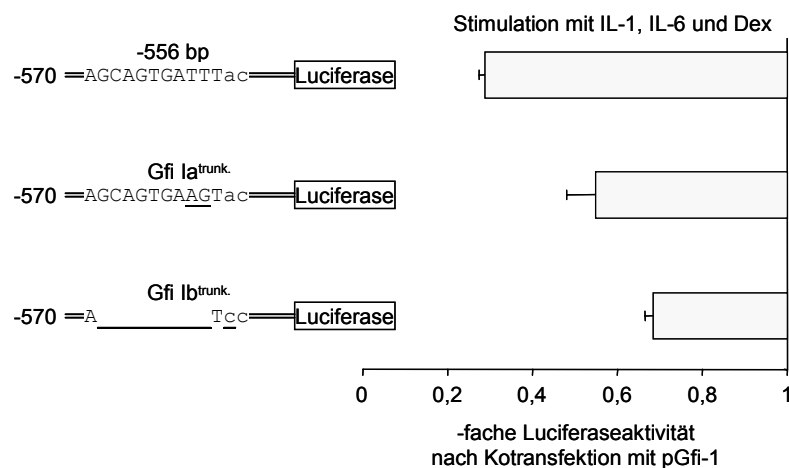 Stimulation mit IL-1, IL-6 und Dex
-556 bp
-570 AGCAGTGATTTac Luciferase
Gfi Ia trunk.
-570 AGCAGTGAAGTac Luciferase
Gfi Ib trunk.
-570 A Tcc Luciferase
0 0,2 0,4 0,6 0,8 1
-fache Luciferaseaktivität
nach Kotransfektion mit pGfi-1